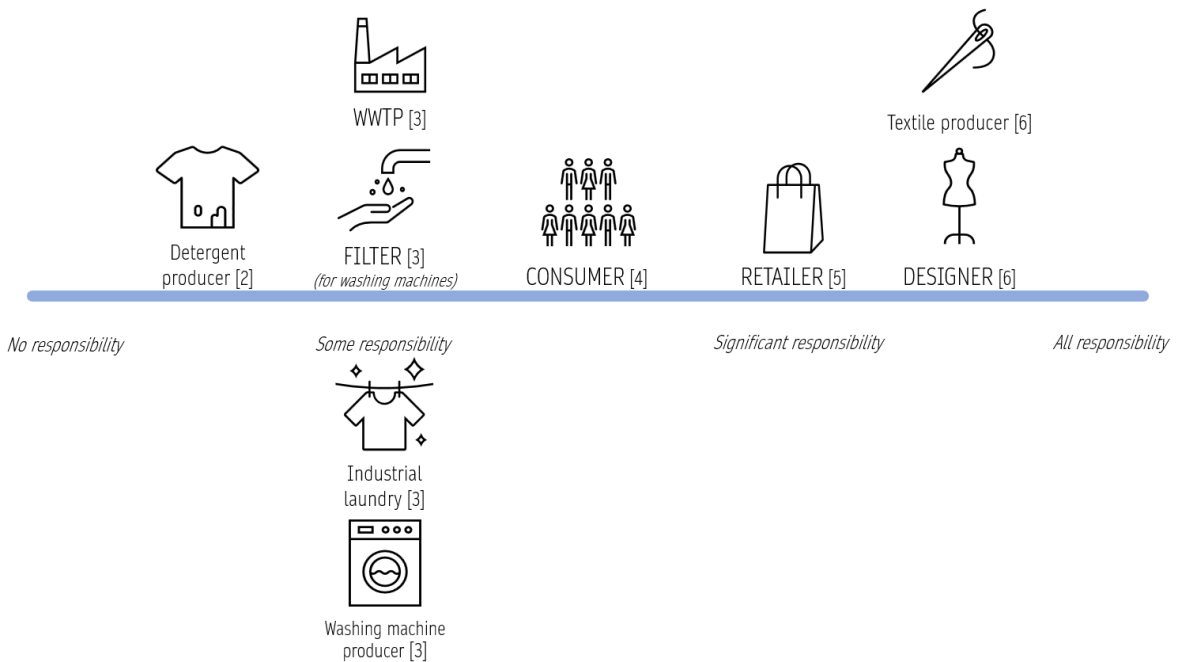 WWTP [3]
Textile producer [6]
Detergent
producer [2]
FILTER [3]
(for washing machines)
CONSUMER [4]
RETAILER [5]
DESIGNER [6]
No responsibility
Some responsibility
Significant responsibility
All responsibility
Industrial
laundry [3]
Washing machine
producer [3]